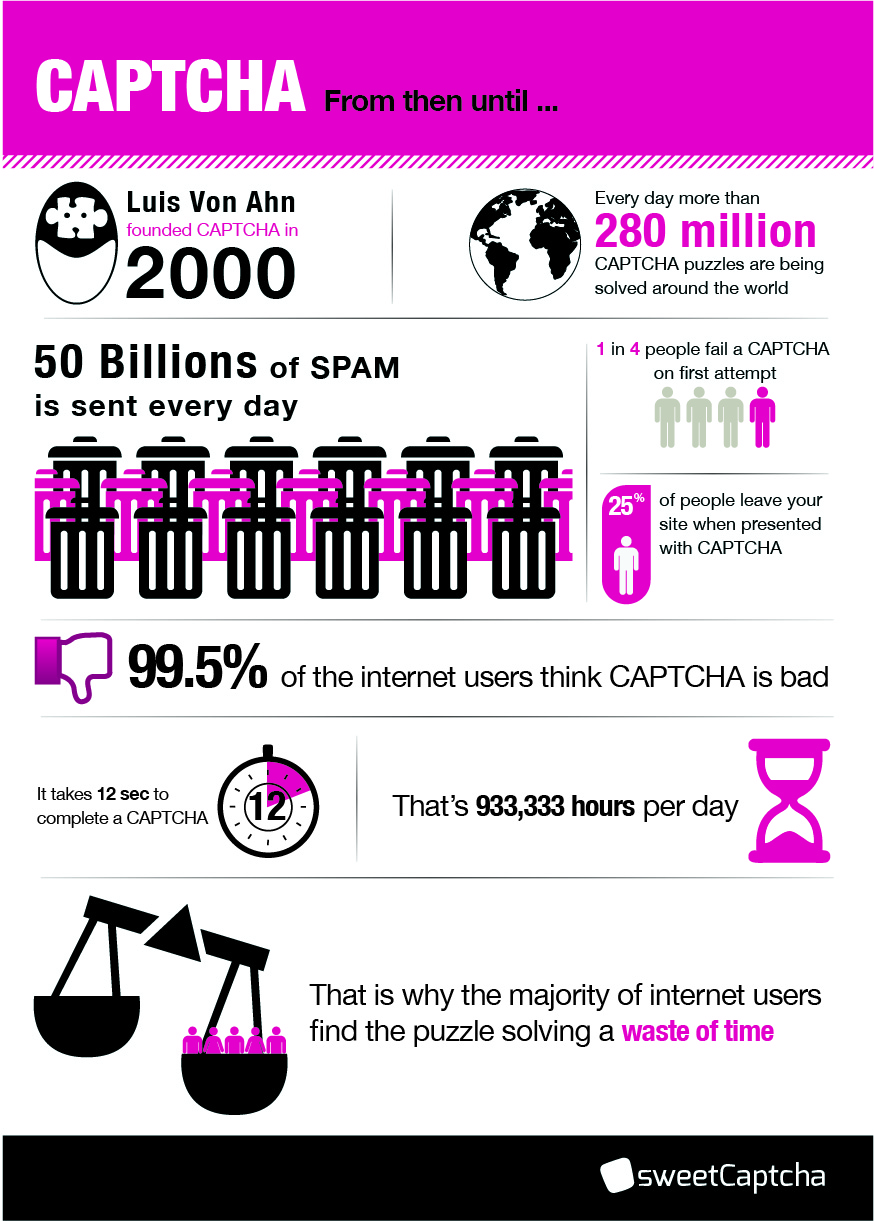 CAPTCHA From then until ...
Luis Von Ahn
founded CAPTCHA in
2000
Every day more than
280 million
CAPTCHA puzzles are being
solved around the world
50 Billions of SPAM
is sent every day
1 in 4 people fail a CAPTCHA
on first attempt
25%
of people leave your
site when presented
with CAPTCHA
99.5% of the internet users think CAPTCHA is bad
It takes 12 sec to
complete a CAPTCHA
12
That's 933,333 hours per day
That is why the majority of internet users
find the puzzle solving a waste of time
sweetCaptcha